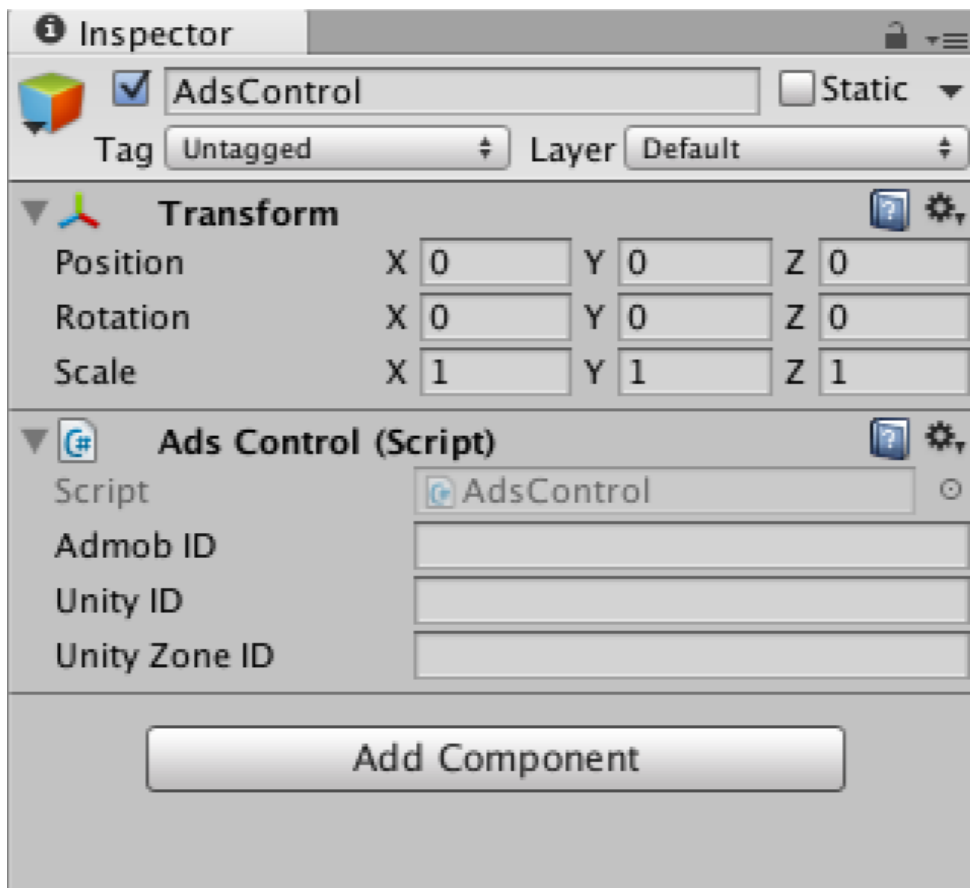 Inspector
AdsControl Static
Tag Untagged Layer Default
Transform
Position X 0 Y 0 Z 0
Rotation X 0 Y 0 Z 0
Scale X 1 Y 1 Z 1
Ads Control (Script)
Script AdsControl
Admob ID
Unity ID
Unity Zone ID
Add Component